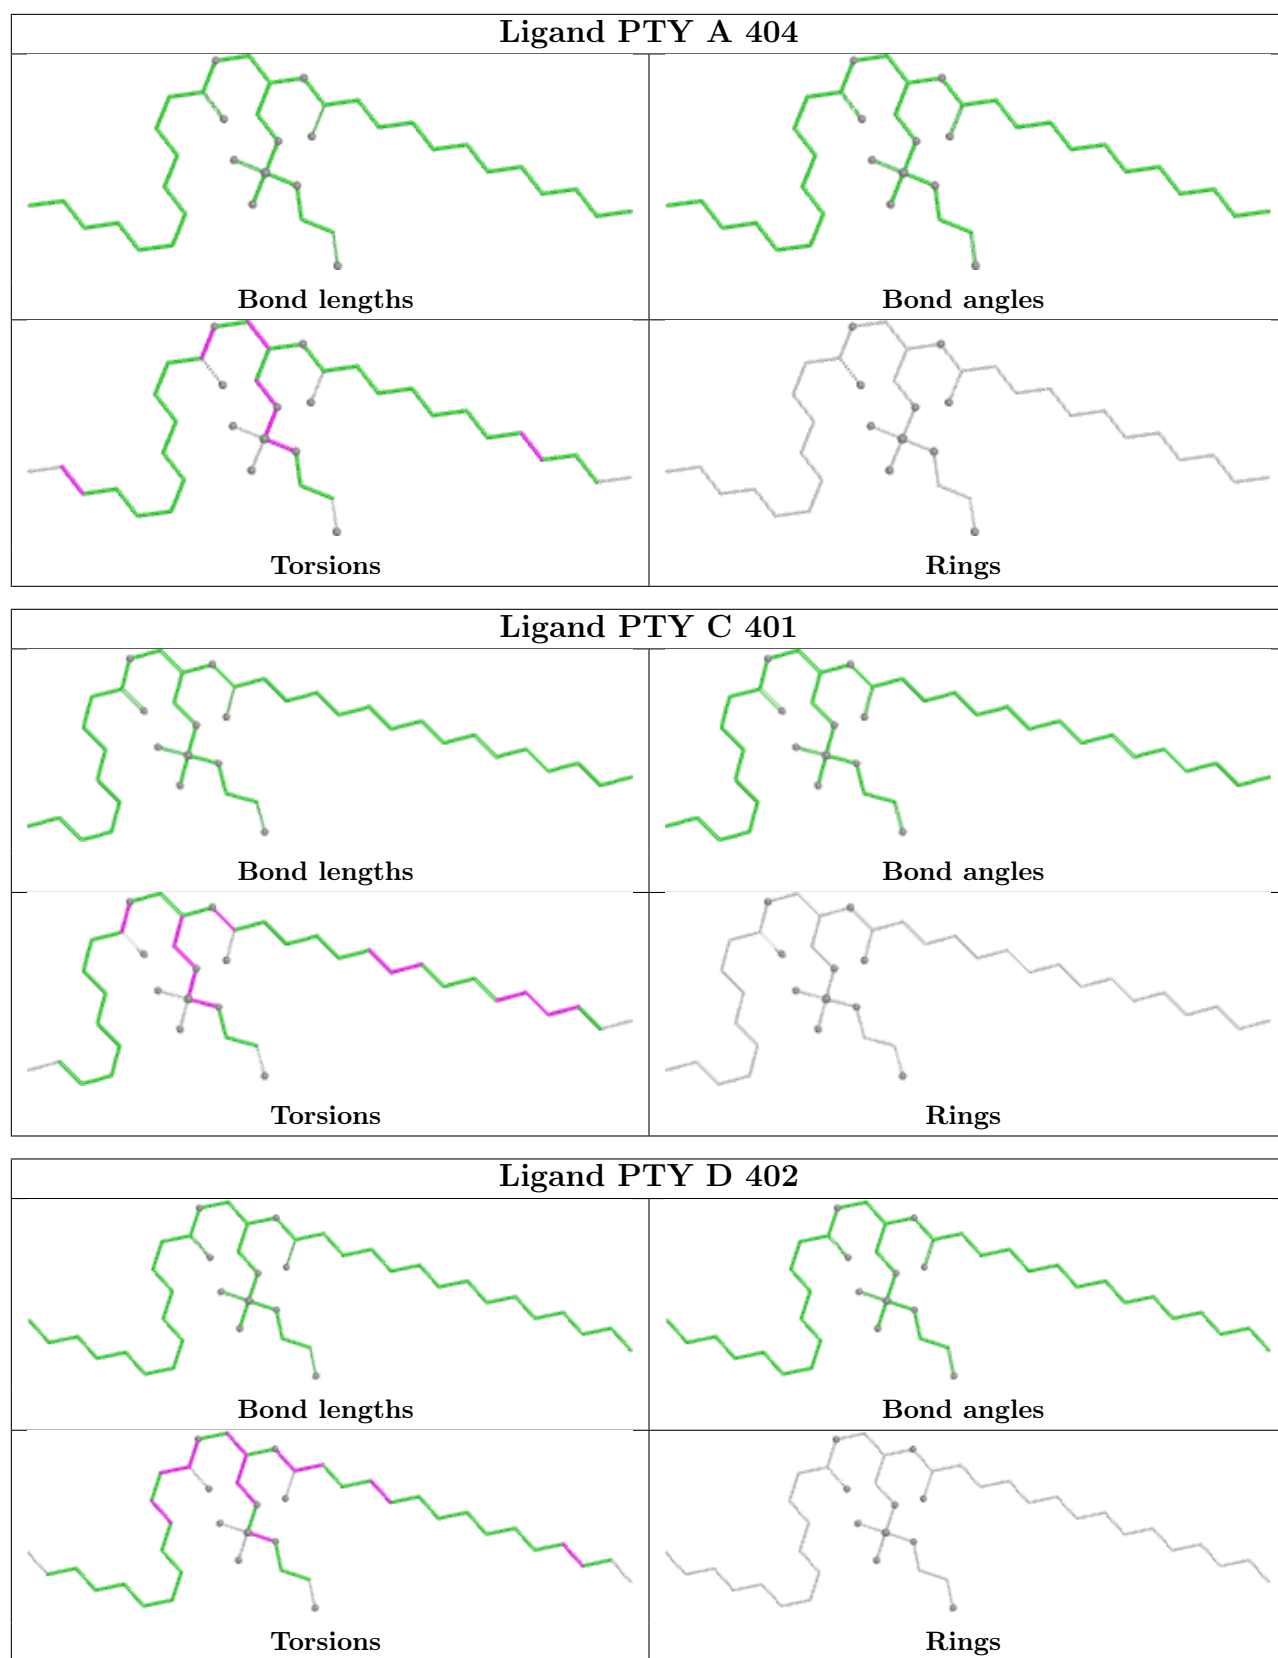 Ligand PTY A 404
Bond lengths
Bond angles
Torsions
Rings
Ligand PTY C 401
Bond lengths
Bond angles
Torsions
Rings
Ligand PTY D 402
Bond lengths
Bond angles
Torsions
Rings